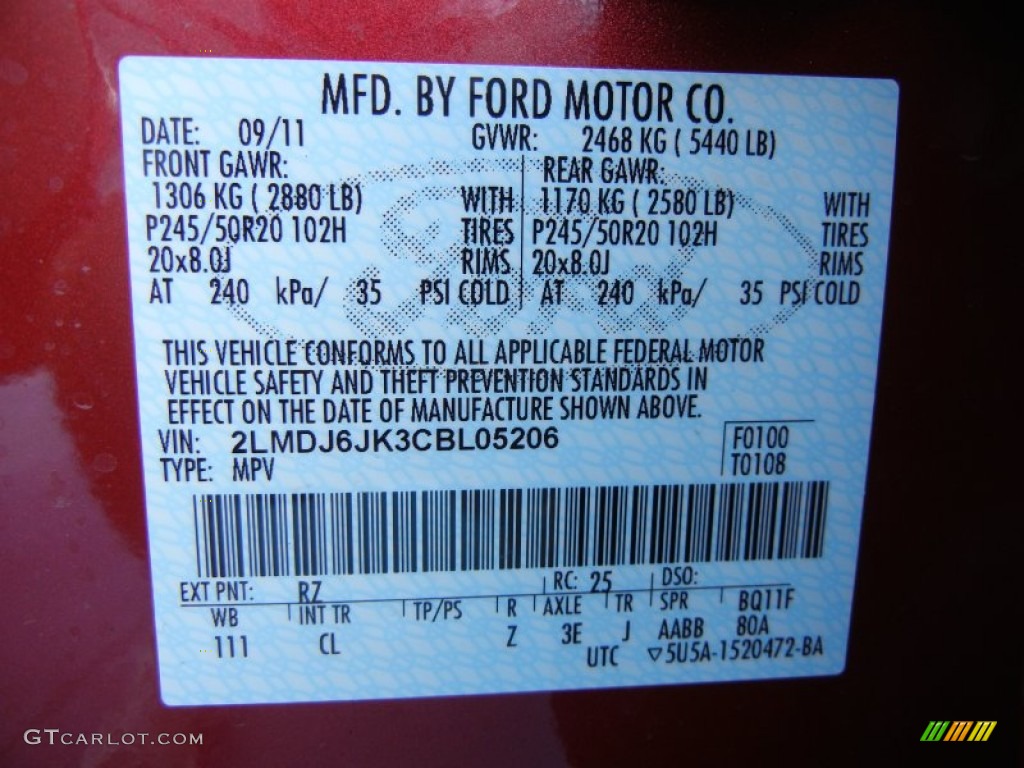 MFD. BY FORD MOTOR CO.
DATE: 09/11 GVWR: 2468 KG ( 5440 LB)
FRONT GAWR: REAR GAWR:
1306 KG ( 2880 LB) WITH 1170 KG ( 2580 LB) WITH
P245/50R20 102H TIRES P245/50R20 102H TIRES
20x8.0J RIMS 20x8.0J RIMS
AT 240 kPa/ 35 PSI COLD AT 240 kPa/ 35 PSI COLD
THIS VEHICLE CONFORMS TO ALL APPLICABLE FEDERAL MOTOR
VEHICLE SAFETY AND THEFT PREVENTION STANDARDS IN
EFFECT ON THE DATE OF MANUFACTURE SHOWN ABOVE.
VIN: 2LMDJ6JK3CBL05206 F0100
TYPE: MPV T0108
EXT PNT: RZ RC: 25 DSO:
WB INT TR TP/PS R AXLE TR SPR BQ11F
111 CL Z 3E J AABB 80A
UTC ▽5U5A-1520472-BA
GTCARLOT.COM